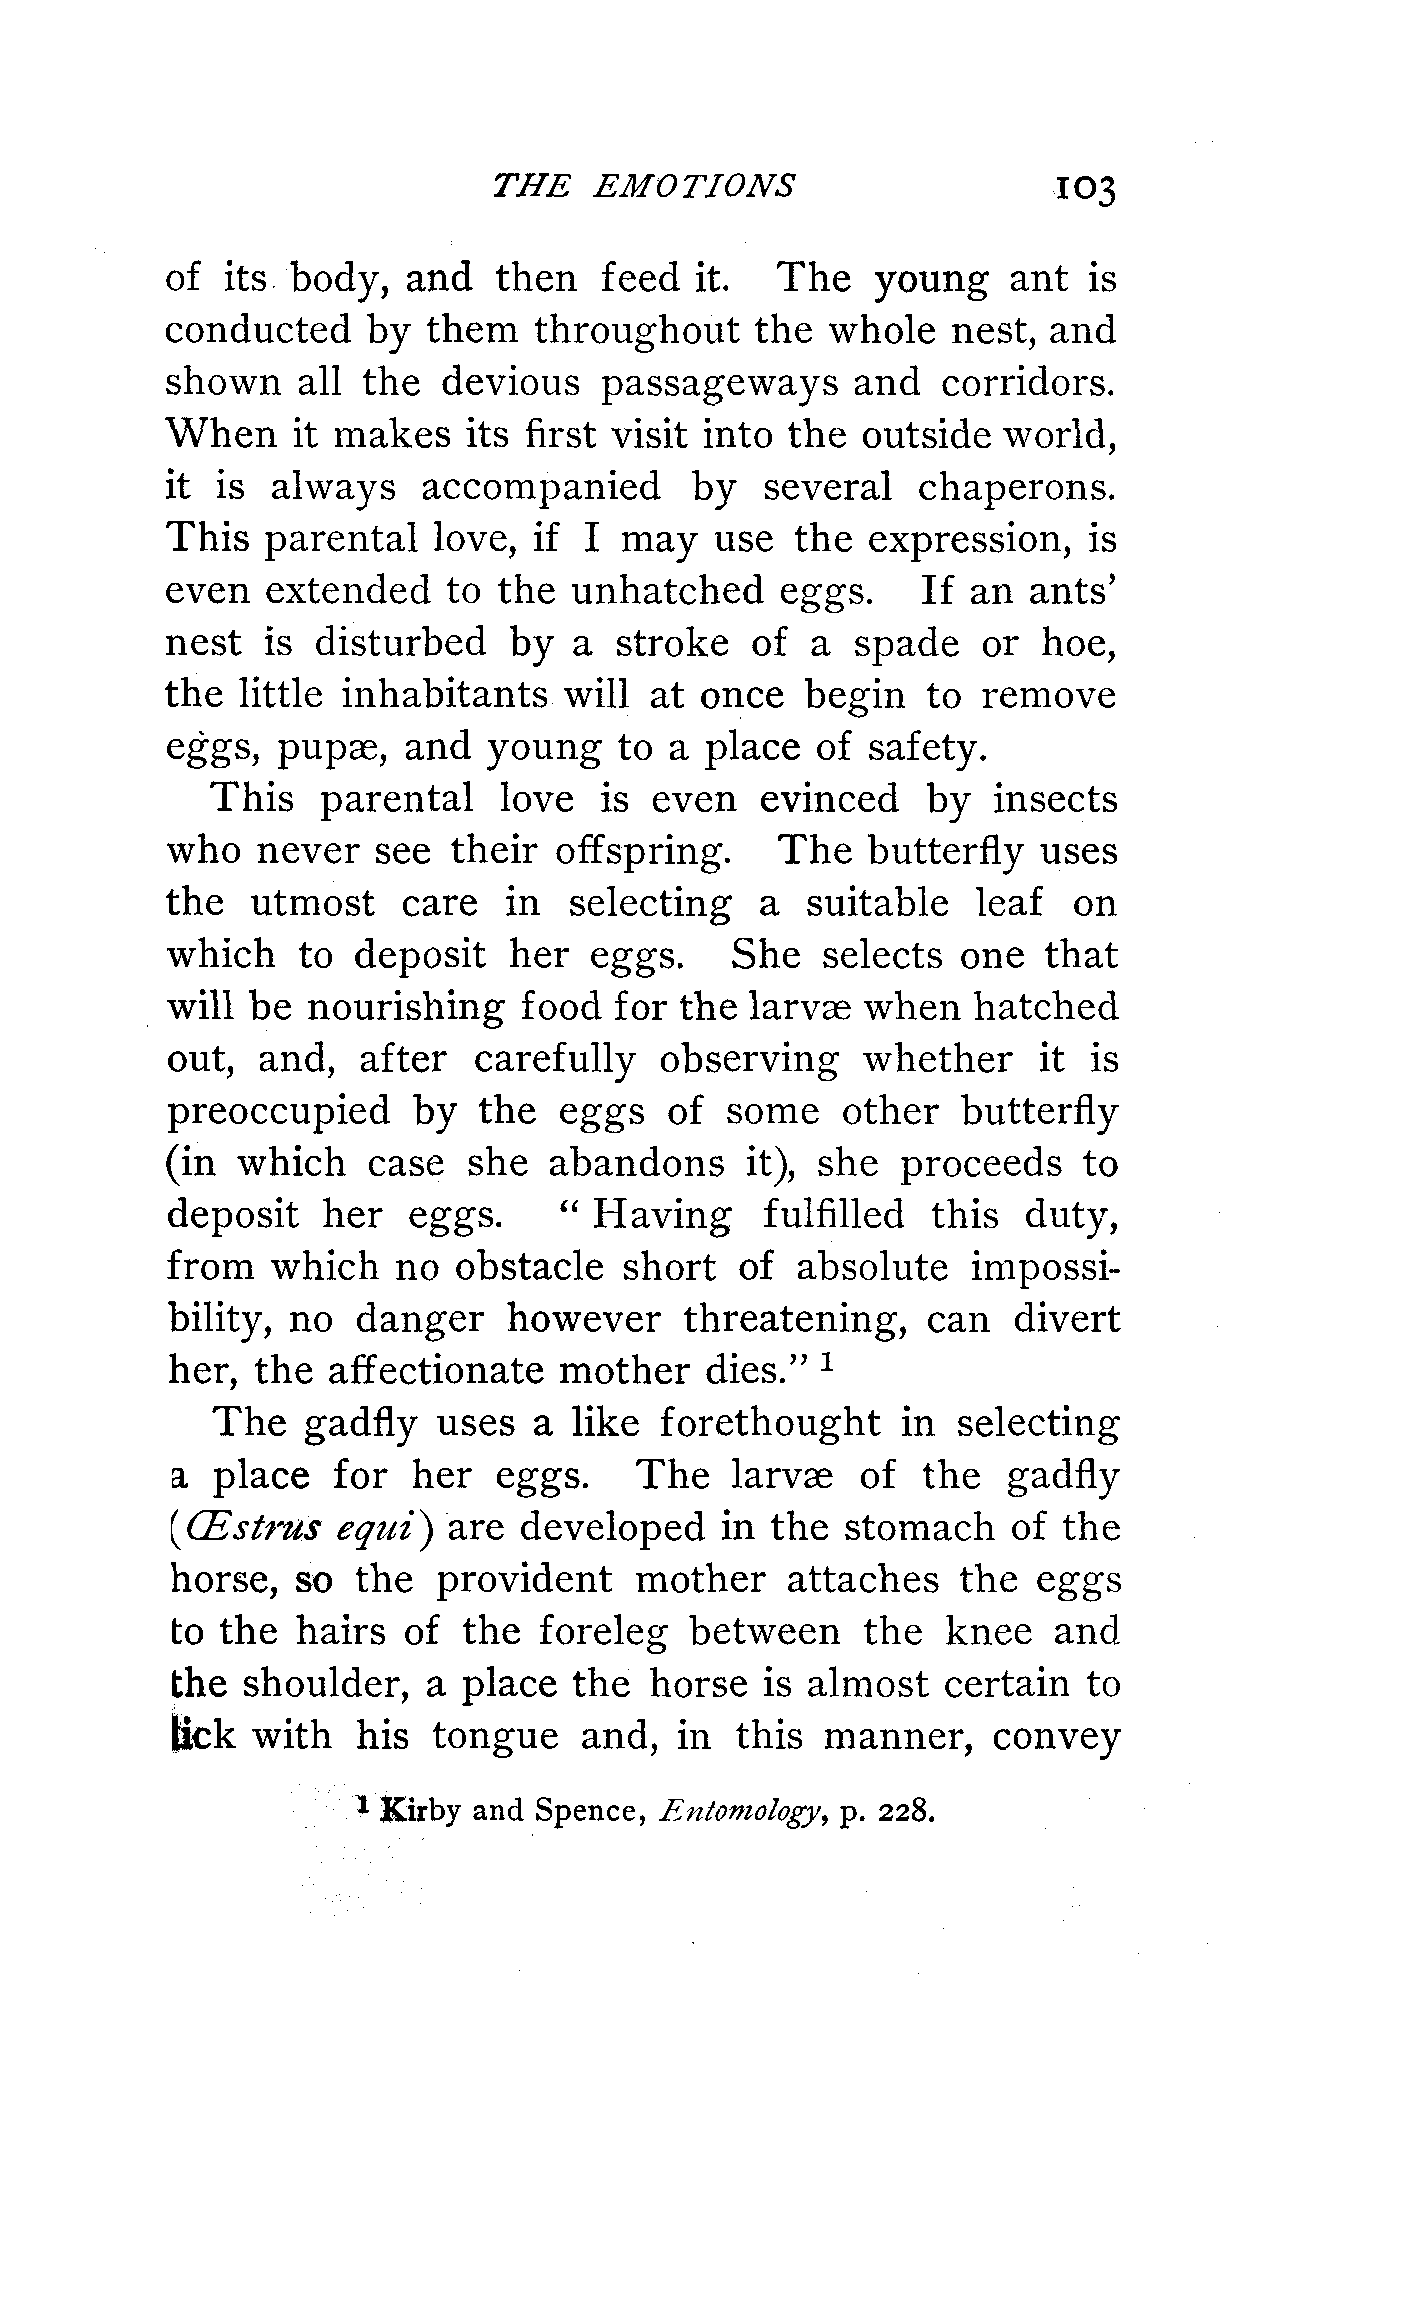 THE EMOTIONS 103
of its body, and then feed it. The young ant is
conducted by them throughout the whole nest, and
shown all the devious passageways and corridors.
When it makes its first visit into the outside world,
it is always accompanied by several chaperons.
This parental love, if I may use the expression, is
even extended to the unhatched eggs. If an ants'
nest is disturbed by a stroke of a spade or hoe,
the little inhabitants will at once begin to remove
eggs, pupæ, and young to a place of safety.
This parental love is even evinced by insects
who never see their offspring. The butterfly uses
the utmost care in selecting a suitable leaf on
which to deposit her eggs. She selects one that
will be nourishing food for the larvæ when hatched
out, and, after carefully observing whether it is
preoccupied by the eggs of some other butterfly
(in which case she abandons it), she proceeds to
deposit her eggs. “Having fulfilled this duty,
from which no obstacle short of absolute impossi-
bility, no danger however threatening, can divert
her, the affectionate mother dies.” 1
The gadfly uses a like forethought in selecting
a place for her eggs. The larvæ of the gadfly
(Œstrus equi) are developed in the stomach of the
horse, so the provident mother attaches the eggs
to the hairs of the foreleg between the knee and
the shoulder, a place the horse is almost certain to
lick with his tongue and, in this manner, convey
1 Kirby and Spence, Entomology, p. 228.